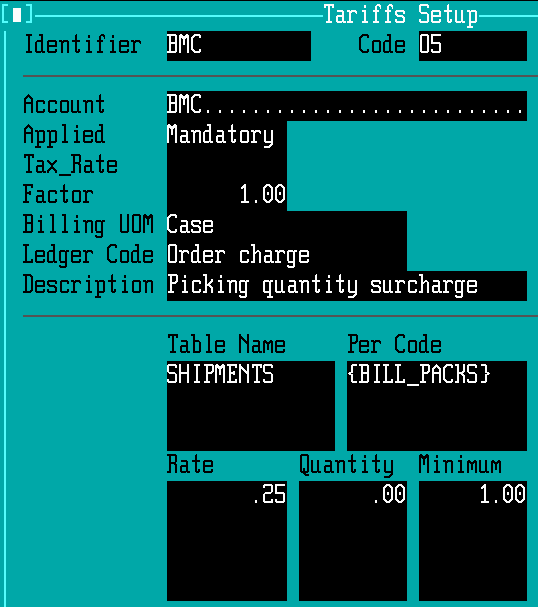 [■] Tariffs Setup
Identifier BMC Code 05
Account BMC...........................
Applied Mandatory
Tax_Rate
Factor 1.00
Billing UOM Case
Ledger Code Order charge
Description Picking quantity surcharge
Table Name Per Code
SHIPMENTS {BILL_PACKS}
Rate Quantity Minimum
.25 .00 1.00